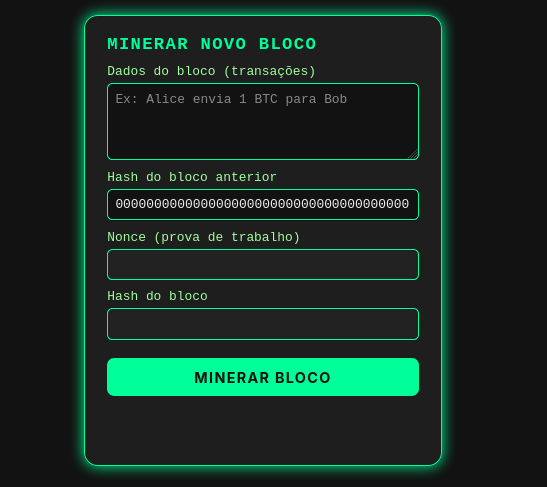 MINERAR NOVO BLOCO
Dados do bloco (transações)
Ex: Alice envia 1 BTC para Bob
Hash do bloco anterior
00000000000000000000000000000000000000
Nonce (prova de trabalho)
Hash do bloco
MINERAR BLOCO